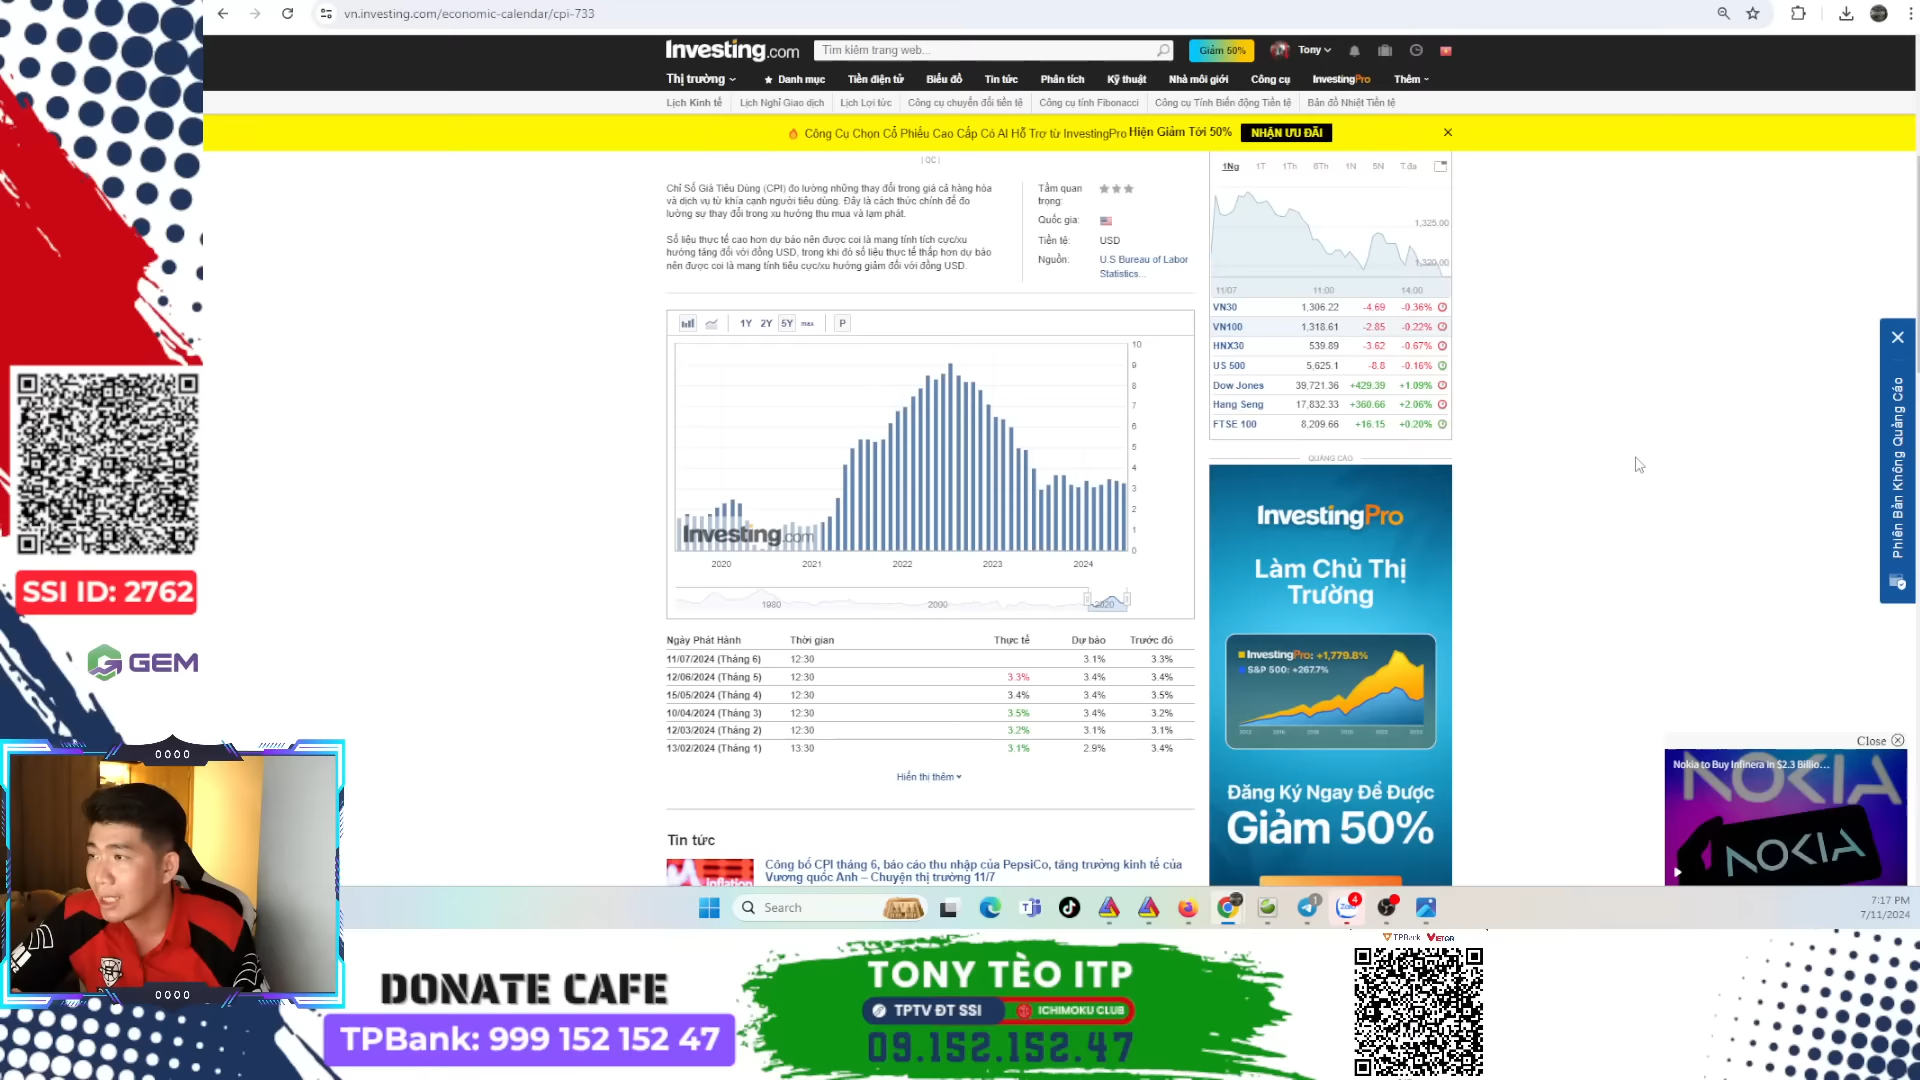 vn.investing.com/economic-calendar/cpi-733
Investing.com
Tìm kiếm trang web...
Giảm 50%
Tony
Thị trường
Danh mục
Tiền điện tử
Biểu đồ
Tin tức
Phân tích
Kỹ thuật
Nhà môi giới
Công cụ
InvestingPro
Thêm
Lịch Kinh tế
Lịch Nghỉ Giao dịch
Lịch Lợi tức
Công cụ chuyển đổi tiền tệ
Công cụ tính Fibonacci
Công cụ Tính Biến động Tiền tệ
Bản đồ Nhiệt Tiền tệ
Công Cụ Chọn Cổ Phiếu Cao Cấp Có AI Hỗ Trợ từ InvestingPro Hiện Giảm Tới 50% NHẬN ƯU ĐÃI
| QC |
Chỉ Số Giá Tiêu Dùng (CPI) đo lường những thay đổi trong giá cả hàng hóa
và dịch vụ từ khía cạnh người tiêu dùng. Đấy là cách thức chính để đo
lường sự thay đổi trong xu hướng thu mua và lạm phát.
Số liệu thực tế cao hơn dự báo nên được coi là mang tính tích cực/xu
hướng tăng đối với đồng USD, trong khi đó số liệu thực tế thấp hơn dự báo
nên được coi là mang tính tiêu cực/xu hướng giảm đối với đồng USD.
Tầm quan
trọng:
Quốc gia:
Tiền tệ: USD
Nguồn: U.S Bureau of Labor
Statistics...
1Ng 1T 1Th 6Th 1N 5N T.đa
1,325.00
1,320.00
11/07 11:00 14:00
VN30 1,306.22 -4.69 -0.36%
VN100 1,318.61 -2.85 -0.22%
HNX30 539.89 -3.62 -0.67%
US 500 5,625.1 -8.8 -0.16%
Dow Jones 39,721.36 +429.39 +1.09%
Hang Seng 17,832.33 +360.66 +2.06%
FTSE 100 8,209.66 +16.15 +0.20%
1Y 2Y 5Y max P
10
9
8
7
6
5
4
3
2
1
0
Investing.com
2020 2021 2022 2023 2024
1980 2000 2020
Ngày Phát Hành Thời gian Thực tế Dự báo Trước đó
11/07/2024 (Tháng 6) 12:30 3.1% 3.3%
12/06/2024 (Tháng 5) 12:30 3.3% 3.4% 3.4%
15/05/2024 (Tháng 4) 12:30 3.4% 3.4% 3.5%
10/04/2024 (Tháng 3) 12:30 3.5% 3.4% 3.2%
12/03/2024 (Tháng 2) 12:30 3.2% 3.1% 3.1%
13/02/2024 (Tháng 1) 13:30 3.1% 2.9% 3.4%
Hiển thị thêm
Tin tức
Công bố CPI tháng 6, báo cáo thu nhập của PepsiCo, tăng trưởng kinh tế của
Vương quốc Anh – Chuyện thị trường 11/7
Inflation
QUẢNG CÁO
InvestingPro
Làm Chủ Thị
Trường
InvestingPro: +1,779.8%
S&P 500: +267.7%
Đăng Ký Ngay Để Được
Giảm 50%
Phiên Bản Không Quảng Cáo
Close
Nokia to Buy Infinera in $2.3 Billio...
NOKIA
NOKIA
Search
Zalo
4
1
7:17 PM
7/11/2024
SSI ID: 2762
GEM
DONATE CAFE
TPBank: 999 152 152 47
TONY TÈO ITP
TPTV ĐT SSI
ICHIMOKU CLUB
09.152.152.47
TPBank